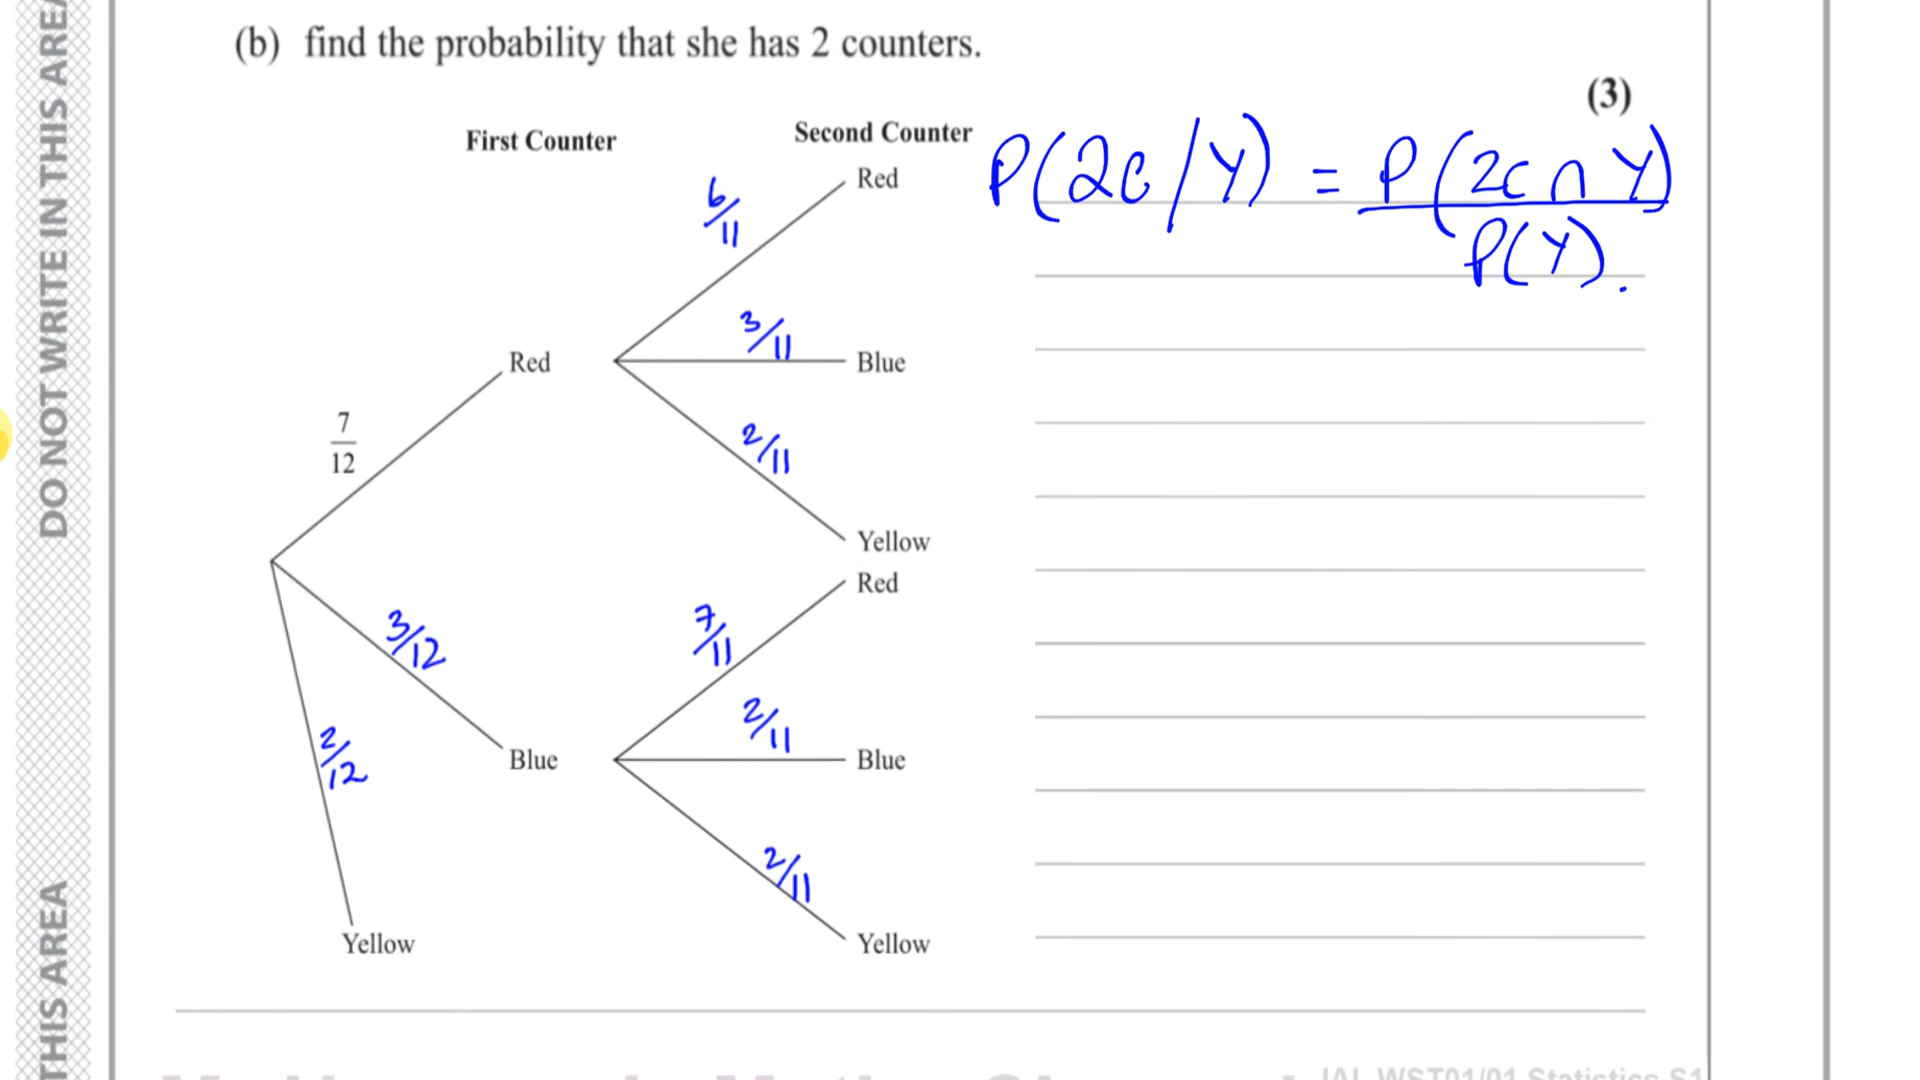 DO NOT WRITE IN THIS AREA
THIS AREA
(b) find the probability that she has 2 counters.
(3)
First Counter
Second Counter
P(2C/Y) = P(2C ∩ Y)
P(Y).
6/11
Red
3/11
Red
Blue
7
12
2/11
Yellow
Red
3/12
7/11
2/12
2/11
Blue
Blue
2/11
Yellow
Yellow